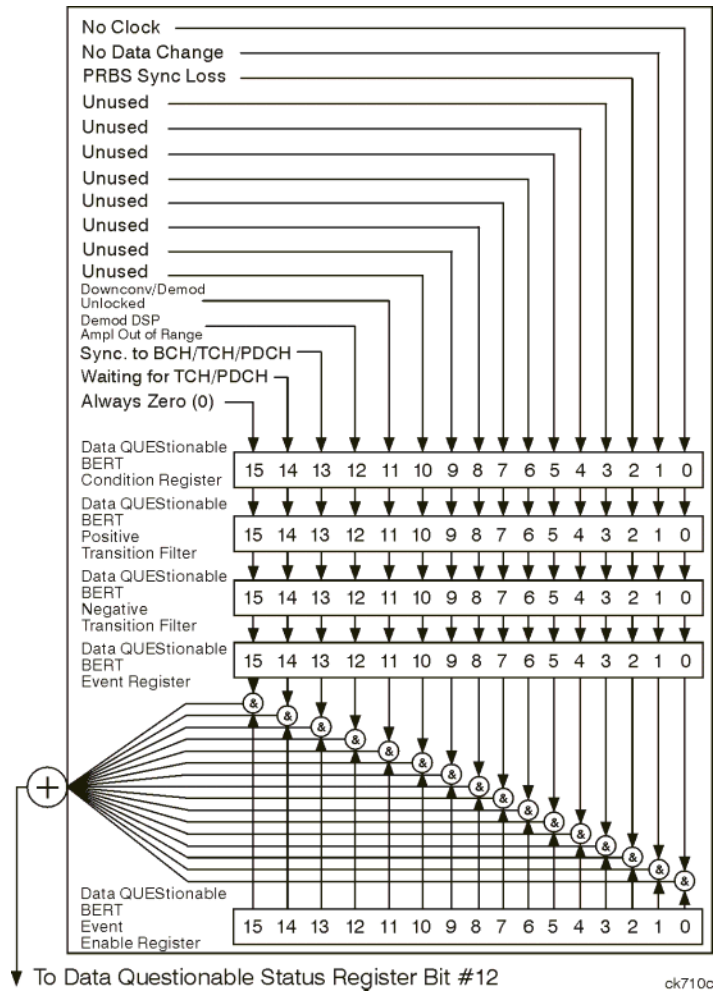 No Clock
No Data Change
PRBS Sync Loss
Unused
Unused
Unused
Unused
Unused
Unused
Unused
Unused
Downconv/Demod
Unlocked
Demod DSP
Ampl Out of Range
Sync. to BCH/TCH/PDCH
Waiting for TCH/PDCH
Always Zero (0)
Data QUEStionable
BERT
Condition Register
15 14 13 12 11 10 9 8 7 6 5 4 3 2 1 0
Data QUEStionable
BERT
Positive
Transition Filter
15 14 13 12 11 10 9 8 7 6 5 4 3 2 1 0
Data QUEStionable
BERT
Negative
Transition Filter
15 14 13 12 11 10 9 8 7 6 5 4 3 2 1 0
Data QUEStionable
BERT
Event Register
15 14 13 12 11 10 9 8 7 6 5 4 3 2 1 0
& & & & & & & & & & & & & & & &
+
Data QUEStionable
BERT
Event
Enable Register
15 14 13 12 11 10 9 8 7 6 5 4 3 2 1 0
To Data Questionable Status Register Bit #12
ck710c